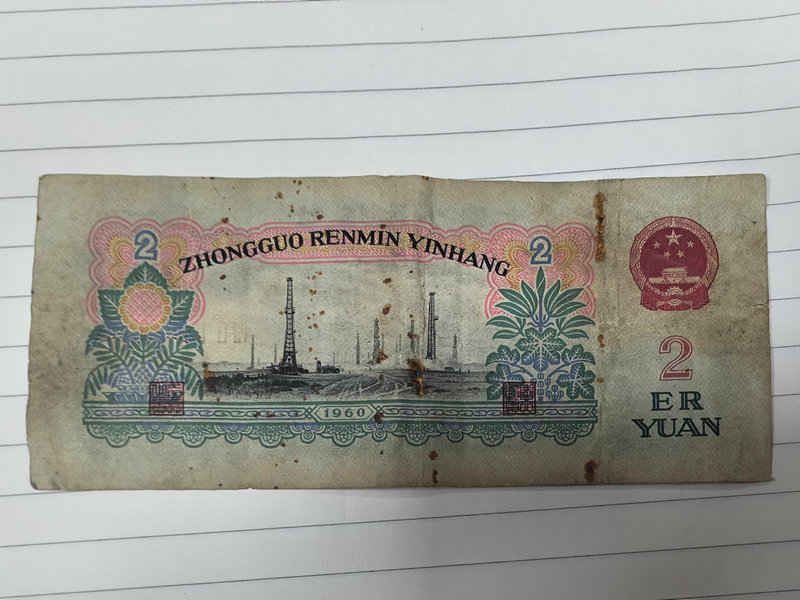 2
2
ZHONGGUO RENMIN YINHANG
1960
2
ER
YUAN